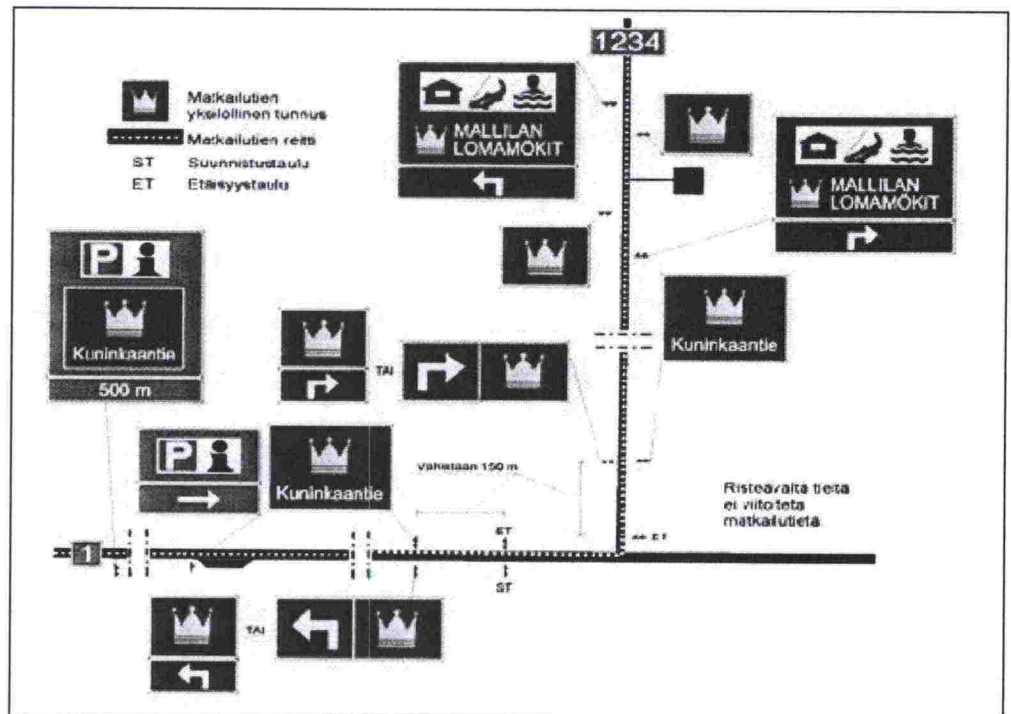 1234
Matkailutien
yksilöllinen tunnus
Matkailutien reitti
ST Suunnistustaulu
ET Etäisyystaulu
MALLILAN
LOMAMÖKIT
MALLILAN
LOMAMÖKIT
P i
Kuninkaantie
500 m
TAI
Kuninkaantie
P i
Kuninkaantie
Vähintään 150 m
Risteävältä tieltä
ei viitoiteta
matkailutietä.
ET
ET
1
ST
TAI